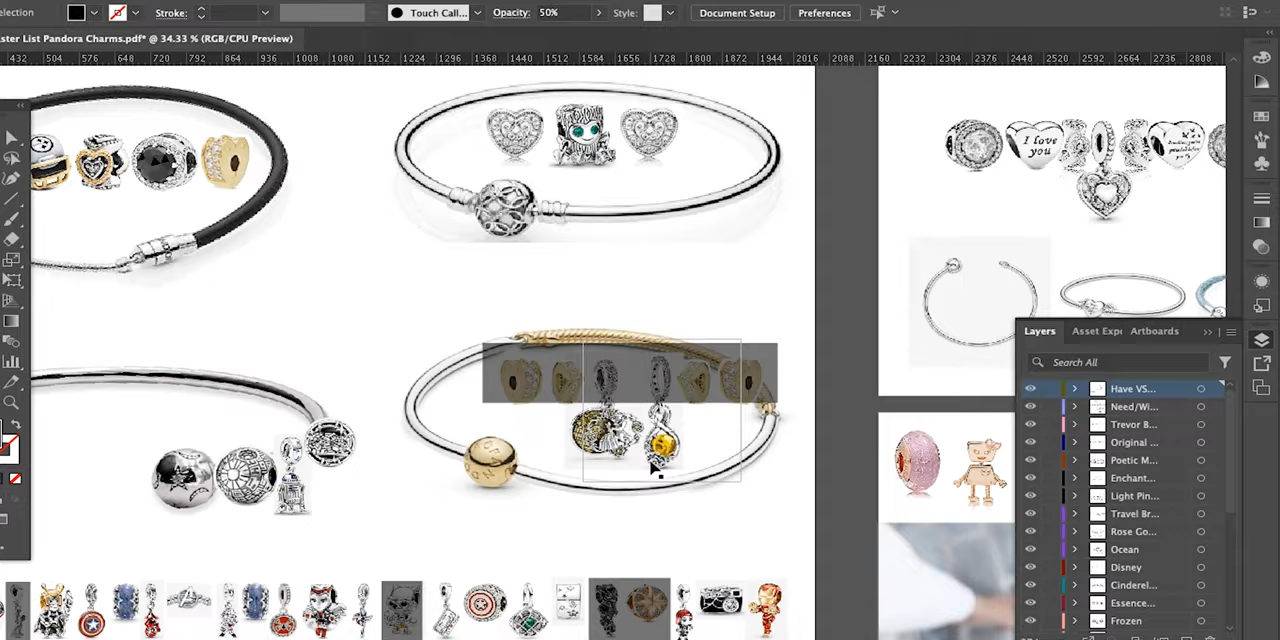 election
Stroke:
Touch Call...
Opacity: 50%
Style:
Document Setup
Preferences
aster List Pandora Charms.pdf* @ 34.33 % (RGB/CPU Preview)
432 504 576 648 720 792 864 936 1008 1080 1152 1224 1296 1368 1440 1512 1584 1656 1728 1800 1872 1944 2016 2088 2160 2232 2304 2376 2448 2520 2592 2664 2736 2808
I love you
Layers Asset Expo Artboards
Search All
Have VS...
Need/Wi...
Trevor B...
Original ...
Poetic M...
Enchant...
Light Pin...
Travel Br...
Rose Go...
Ocean
Disney
Cinderel...
Essence...
Frozen